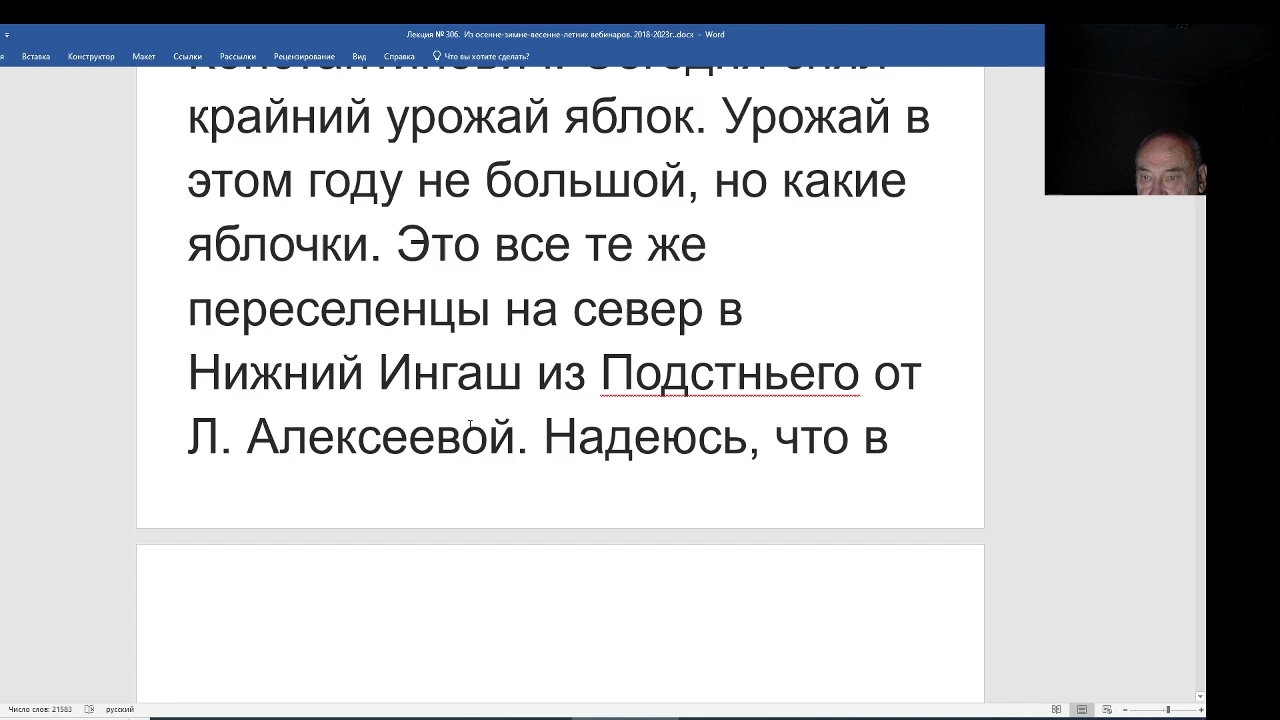 Лекция № 306. Из осенне-зимне-весенне-летних вебинаров. 2018-2023г..docx - Word
Вставка Конструктор Макет Ссылки Рассылки Рецензирование Вид Справка Что вы хотите сделать?
крайний урожай яблок. Урожай в
этом году не большой, но какие
яблочки. Это все те же
переселенцы на север в
Нижний Ингаш из Подстньего от
Л. Алексеевой. Надеюсь, что в
Число слов: 21583 русский